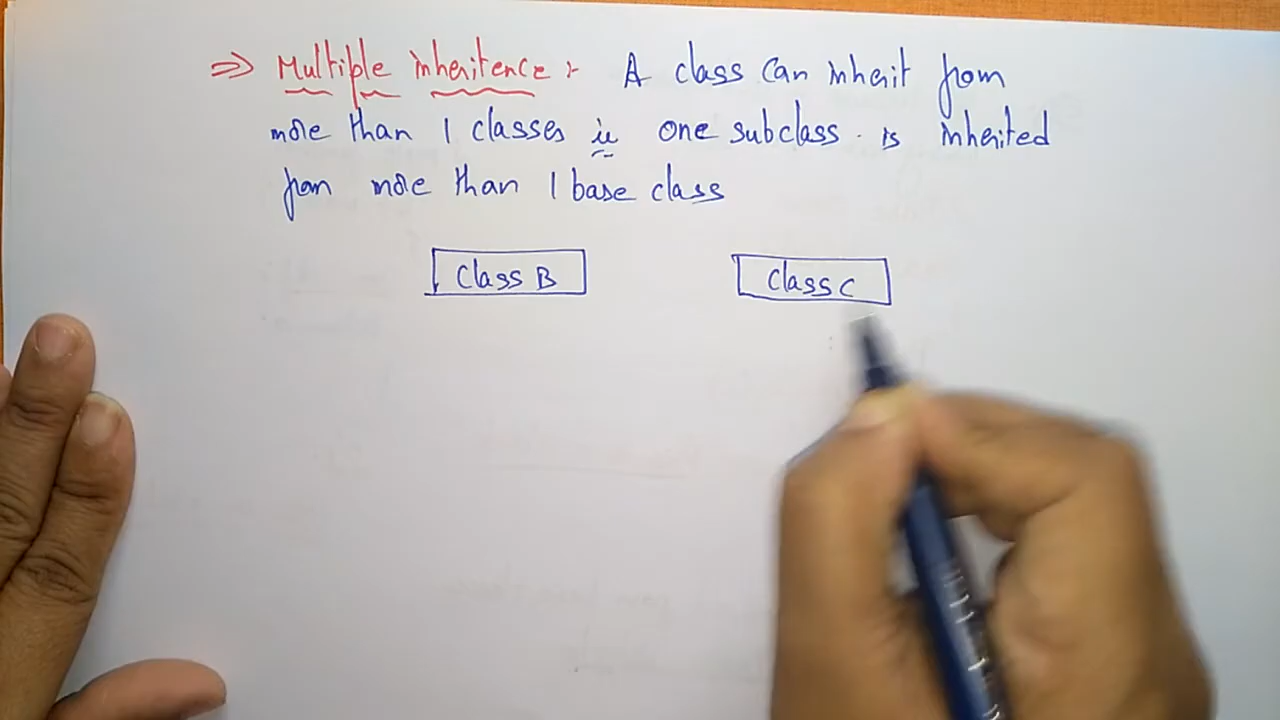 ⇒ Multiple inheritence :- A class can inherit from
more than 1 classes ie one subclass is inherited
from more than 1 base class
Class B
Class C